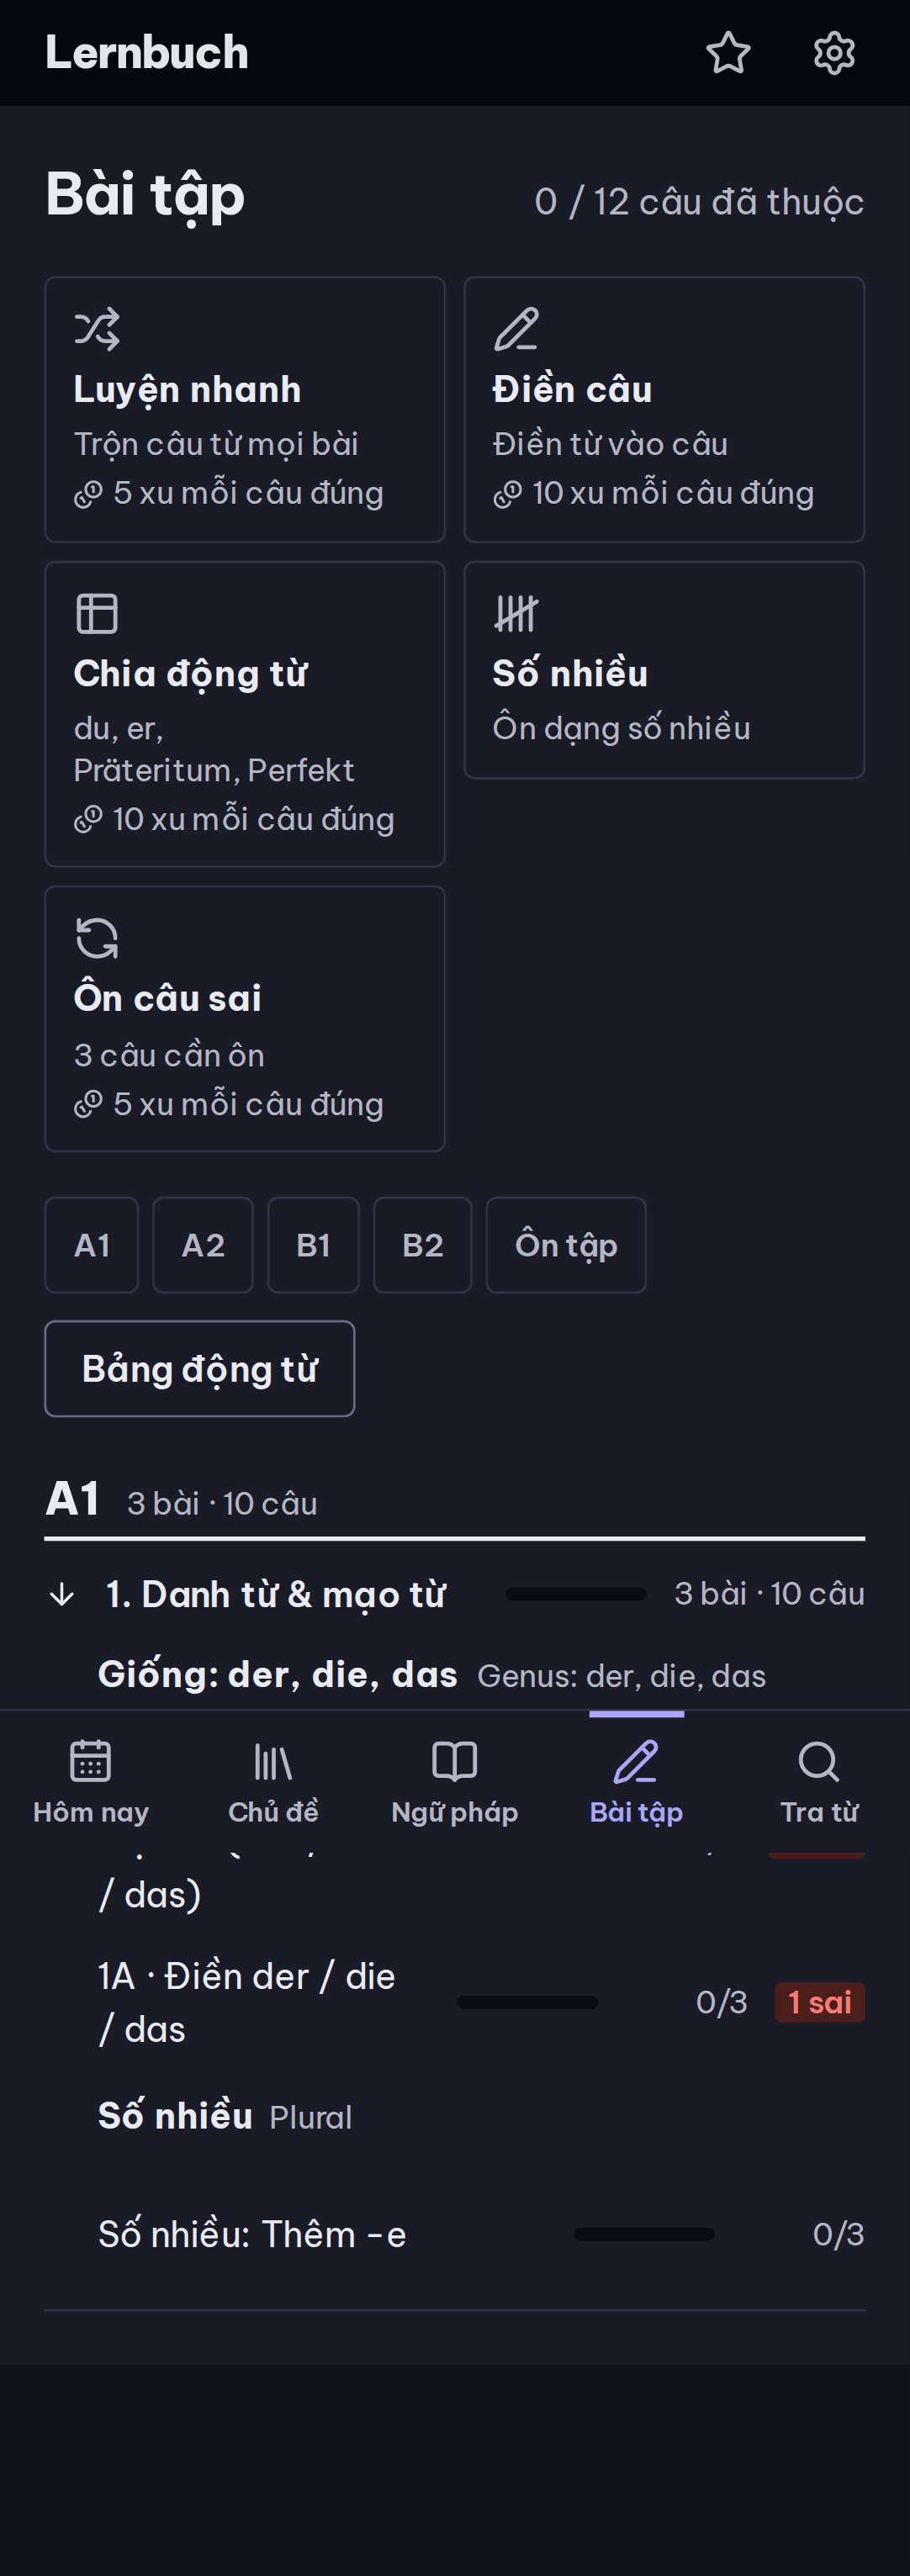 Lernbuch
Bài tập
0 / 12 câu đã thuộc
Luyện nhanh
Trộn câu từ mọi bài
5 xu mỗi câu đúng
Điền câu
Điền từ vào câu
10 xu mỗi câu đúng
Chia động từ
du, er,
Präteritum, Perfekt
10 xu mỗi câu đúng
Số nhiều
Ôn dạng số nhiều
Ôn câu sai
3 câu cần ôn
5 xu mỗi câu đúng
A1 A2 B1 B2 Ôn tập
Bảng động từ
A1 3 bài · 10 câu
1. Danh từ & mạo từ 3 bài · 10 câu
Giống: der, die, das Genus: der, die, das
Hôm nay Chủ đề Ngữ pháp Bài tập Tra từ
/ das)
1A · Điền der / die
/ das
0/3 1 sai
Số nhiều Plural
Số nhiều: Thêm -e 0/3